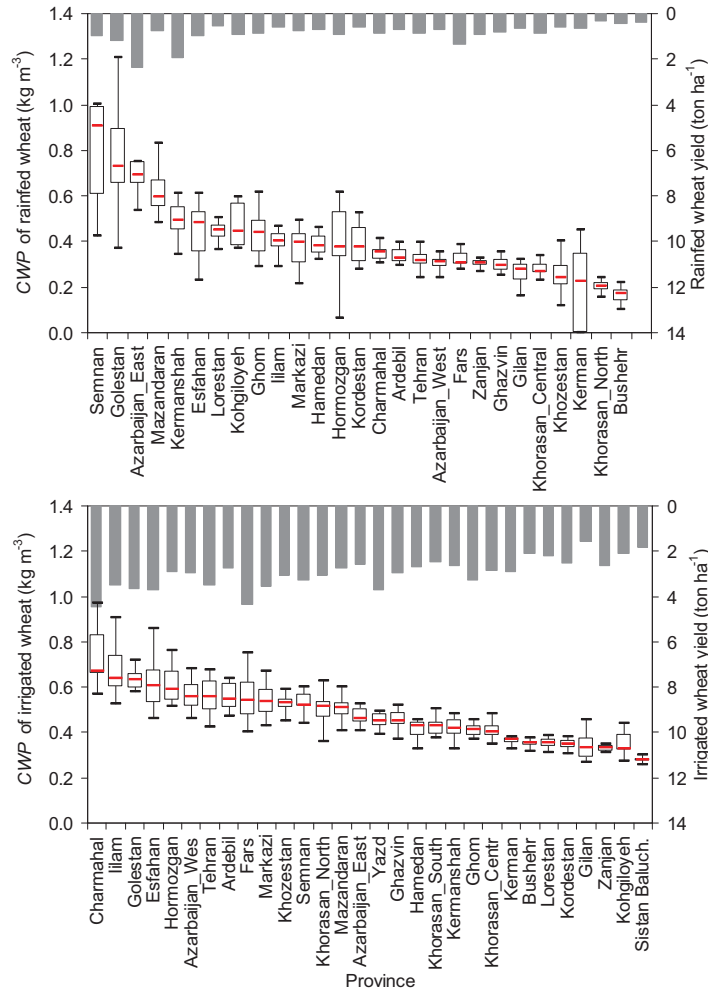 1.4
1.2
1.0
0.8
0.6
0.4
0.2
0.0
CWP of rainfed wheat (kg m-3)
0
2
4
6
8
10
12
14
Rainfed wheat yield (ton ha-1)
Semnan
Golestan
Azarbaijan_East
Mazandaran
Kermanshah
Esfahan
Lorestan
Kohgiloyeh
Ghom
Iilam
Markazi
Hamedan
Hormozgan
Kordestan
Charmahal
Ardebil
Tehran
Azarbaijan_West
Fars
Zanjan
Ghazvin
Gilan
Khorasan_Central
Khozestan
Kerman
Khorasan_North
Bushehr
1.4
1.2
1.0
0.8
0.6
0.4
0.2
0.0
CWP of irrigated wheat (kg m-3)
0
2
4
6
8
10
12
14
Irrigated wheat yield (ton ha-1)
Charmahal
Iilam
Golestan
Esfahan
Hormozgan
Azarbaijan_Wes
Tehran
Ardebil
Fars
Markazi
Khozestan
Semnan
Khorasan_North
Mazandaran
Azarbaijan_East
Yazd
Ghazvin
Hamedan
Khorasan_South
Kermanshah
Ghom
Khorasan_Centr
Kerman
Bushehr
Lorestan
Kordestan
Gilan
Zanjan
Kohgiloyeh
Sistan Baluch.
Province